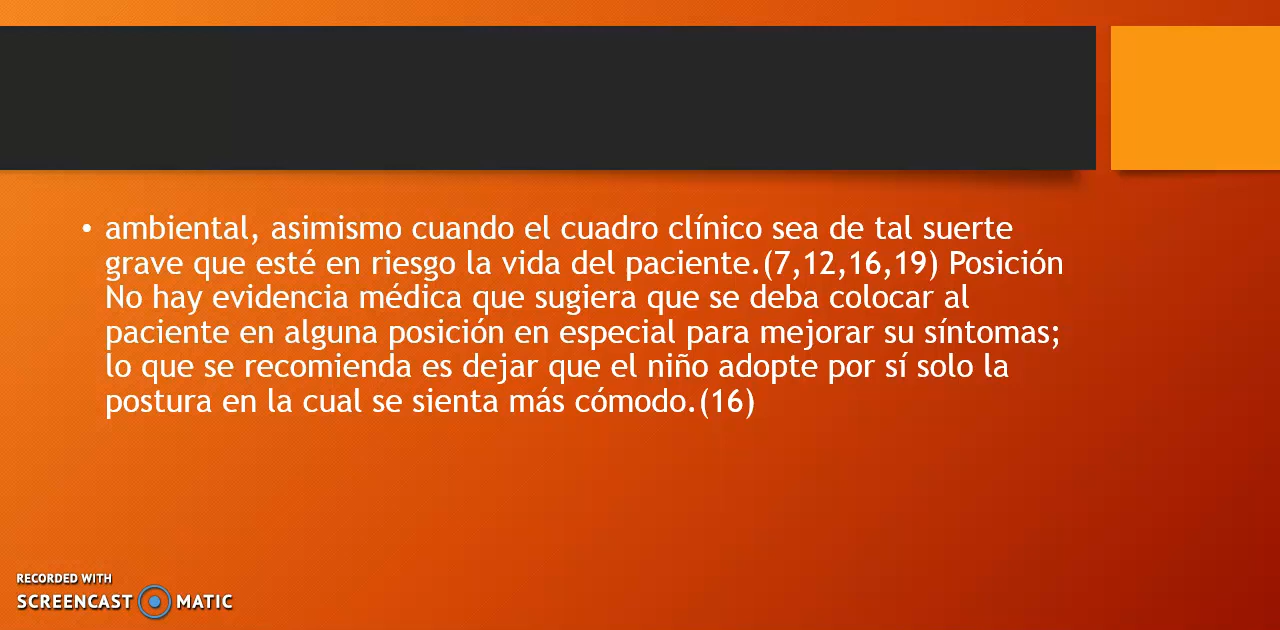 • ambiental, asimismo cuando el cuadro clínico sea de tal suerte
grave que esté en riesgo la vida del paciente.(7,12,16,19) Posición
No hay evidencia médica que sugiera que se deba colocar al
paciente en alguna posición en especial para mejorar su síntomas;
lo que se recomienda es dejar que el niño adopte por sí solo la
postura en la cual se sienta más cómodo.(16)
RECORDED WITH
SCREENCAST MATIC